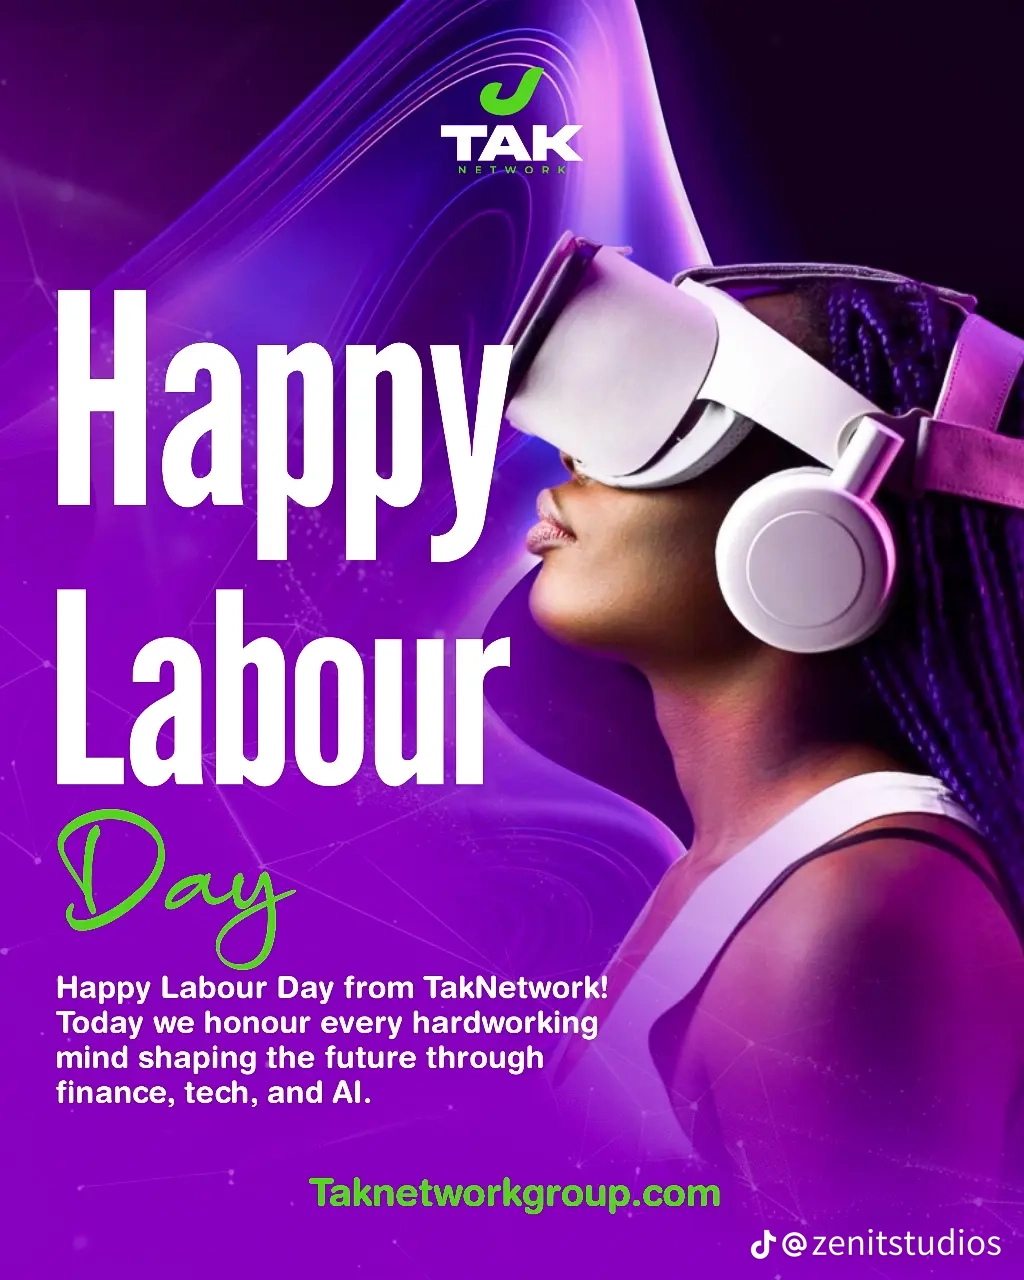 TAK
NETWORK
Happy
Labour
Day
Happy Labour Day from TakNetwork!
Today we honour every hardworking
mind shaping the future through
finance, tech, and AI.
Taknetworkgroup.com
@zenitstudios